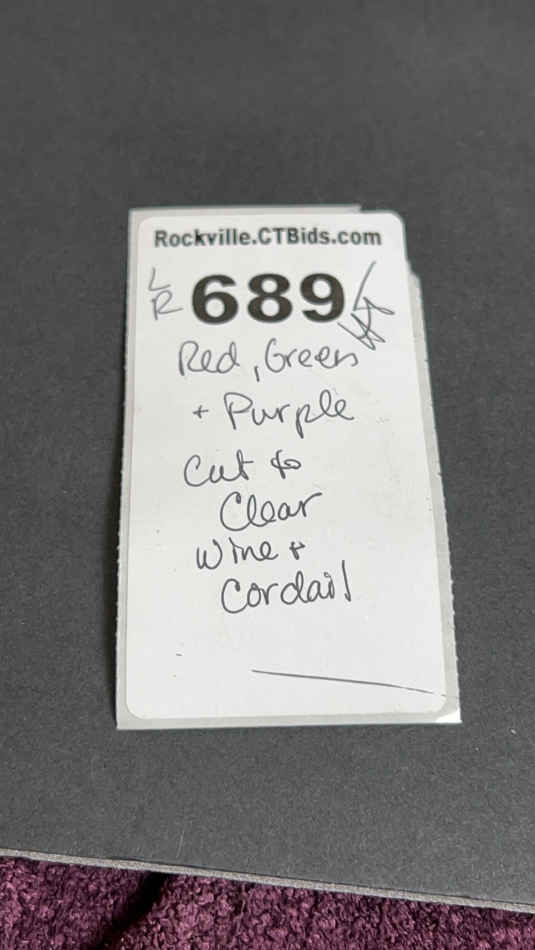 Rockville.CTBids.com
LR 689
Red, Green
+ Purple
Cut to
Clear
Wine +
Cordail